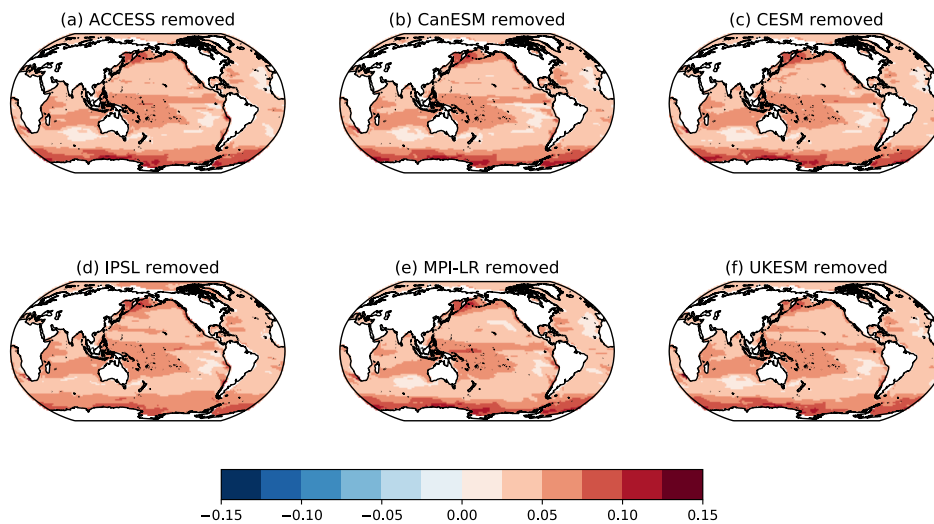 (a) ACCESS removed
(b) CanESM removed
(c) CESM removed
(d) IPSL removed
(e) MPI-LR removed
(f) UKESM removed
−0.15 −0.10 −0.05 0.00 0.05 0.10 0.15